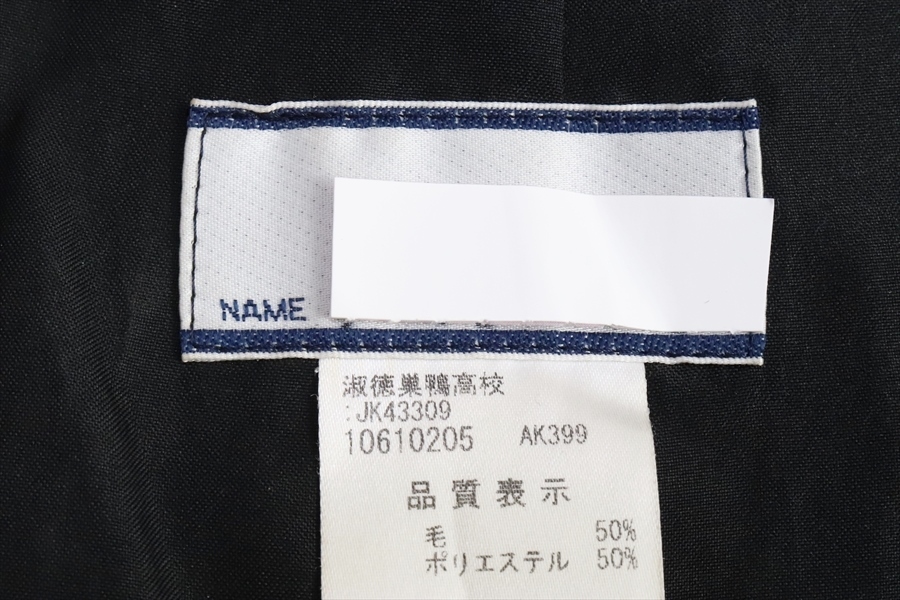 NAME
淑徳巣鴨高校
:JK43309
10610205 AK399
品質表示
毛 50%
ポリエステル 50%